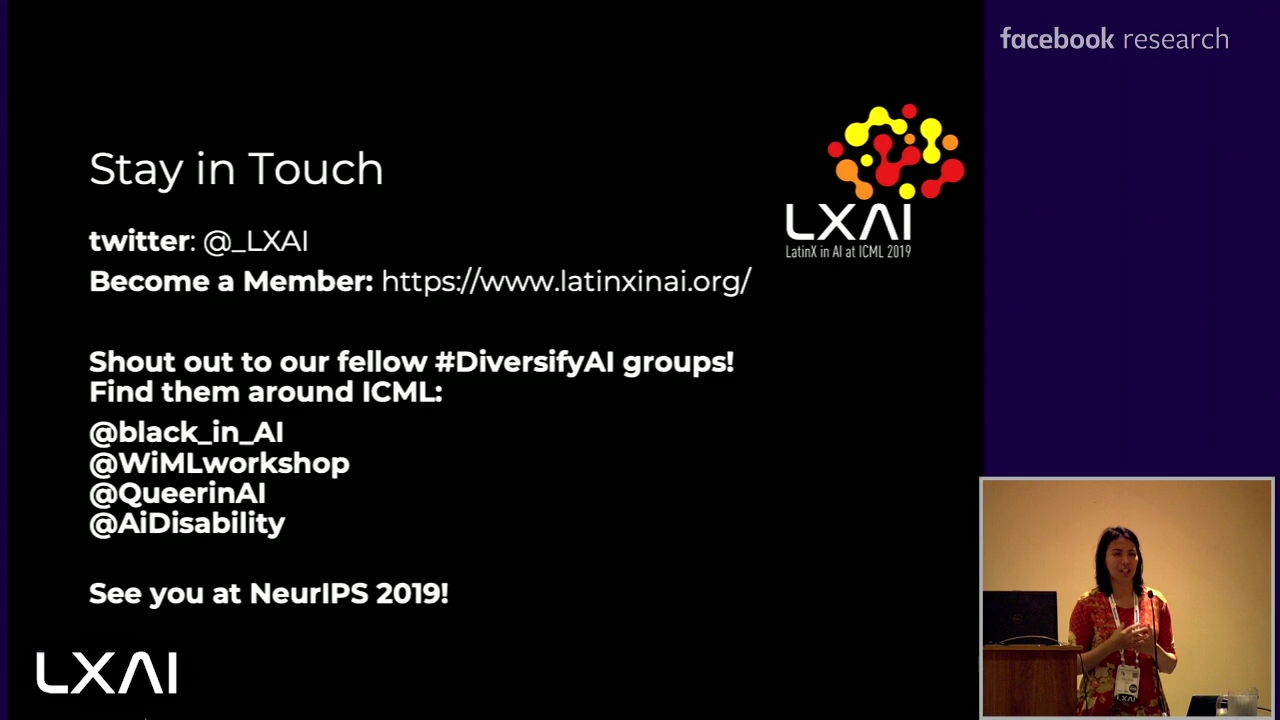 facebook research
Stay in Touch
twitter: @_LXAI
Become a Member: https://www.latinxinai.org/
LXAI
LatinX in AI at ICML 2019
Shout out to our fellow #DiversifyAI groups!
Find them around ICML:
@black_in_AI
@WiMLworkshop
@QueerinAI
@AiDisability
See you at NeurIPS 2019!
LXAI